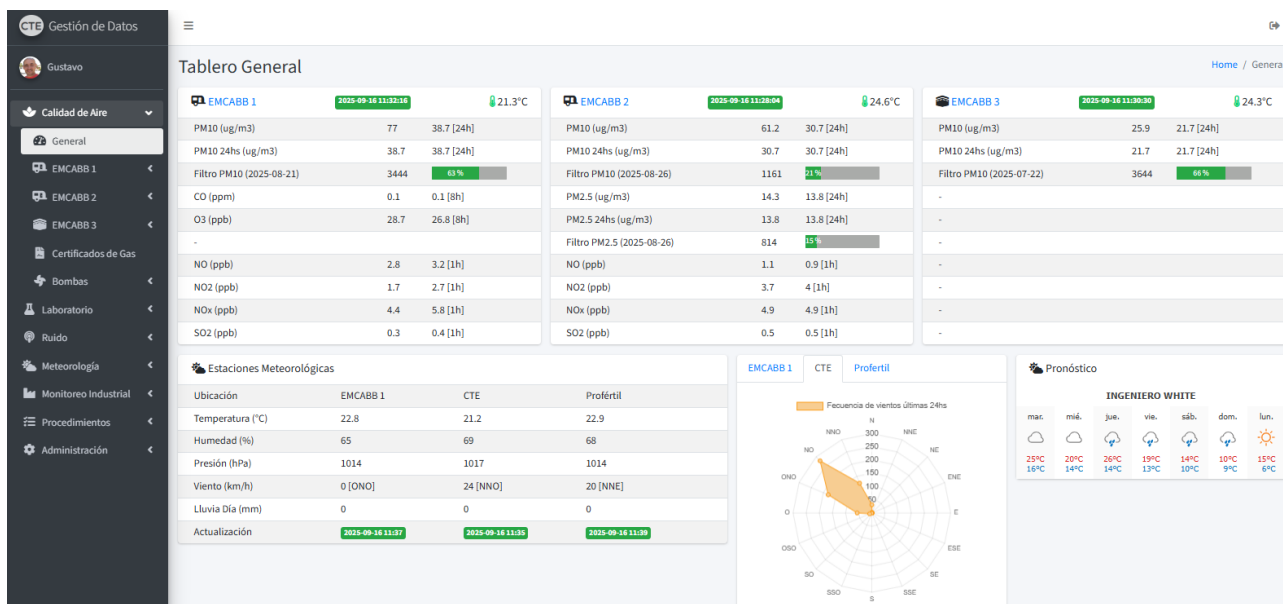 CTE Gestión de Datos
Gustavo
Calidad de Aire
General
EMCABB 1
EMCABB 2
EMCABB 3
Certificados de Gas
Bombas
Laboratorio
Ruido
Meteorología
Monitoreo Industrial
Procedimientos
Administración
Tablero General
Home / General
EMCABB 1 2025-09-16 11:32:16 21.3°C
PM10 (ug/m3) 77 38.7 [24h]
PM10 24hs (ug/m3) 38.7 38.7 [24h]
Filtro PM10 (2025-08-21) 3444 63 %
CO (ppm) 0.1 0.1 [8h]
O3 (ppb) 28.7 26.8 [8h]
-
NO (ppb) 2.8 3.2 [1h]
NO2 (ppb) 1.7 2.7 [1h]
NOx (ppb) 4.4 5.8 [1h]
SO2 (ppb) 0.3 0.4 [1h]
EMCABB 2 2025-09-16 11:28:04 24.6°C
PM10 (ug/m3) 61.2 30.7 [24h]
PM10 24hs (ug/m3) 30.7 30.7 [24h]
Filtro PM10 (2025-08-26) 1161 21 %
PM2.5 (ug/m3) 14.3 13.8 [24h]
PM2.5 24hs (ug/m3) 13.8 13.8 [24h]
Filtro PM2.5 (2025-08-26) 814 15 %
NO (ppb) 1.1 0.9 [1h]
NO2 (ppb) 3.7 4 [1h]
NOx (ppb) 4.9 4.9 [1h]
SO2 (ppb) 0.5 0.5 [1h]
EMCABB 3 2025-09-16 11:30:30 24.3°C
PM10 (ug/m3) 25.9 21.7 [24h]
PM10 24hs (ug/m3) 21.7 21.7 [24h]
Filtro PM10 (2025-07-22) 3644 66 %
-
-
-
-
-
-
-
Estaciones Meteorológicas
Ubicación EMCABB 1 CTE Profértil
Temperatura (°C) 22.8 21.2 22.9
Humedad (%) 65 69 68
Presión (hPa) 1014 1017 1014
Viento (km/h) 0 [ONO] 24 [NNO] 20 [NNE]
Lluvia Día (mm) 0 0 0
Actualización 2025-09-16 11:37 2025-09-16 11:35 2025-09-16 11:39
EMCABB 1 CTE Profertil
Fecuencia de vientos últimas 24hs
N
NNO 300 NNE
250
NO 200 NE
150
ONO 100 ENE
50
O E
OSO ESE
SO SE
SSO SSE
S
Pronóstico
INGENIERO WHITE
mar. mié. jue. vie. sáb. dom. lun.
25ºC 20ºC 26ºC 19ºC 14ºC 10ºC 15ºC
16ºC 14ºC 14ºC 13ºC 10ºC 9ºC 6ºC